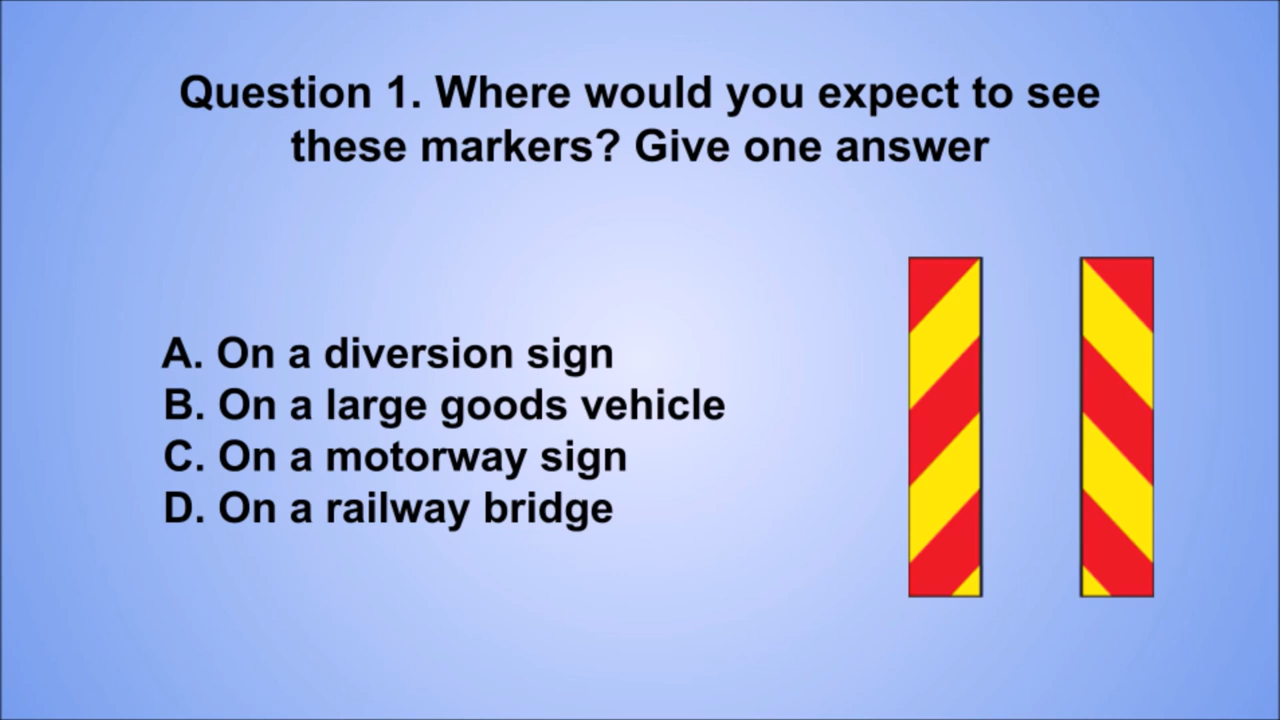 Question 1. Where would you expect to see
these markers? Give one answer
A. On a diversion sign
B. On a large goods vehicle
C. On a motorway sign
D. On a railway bridge